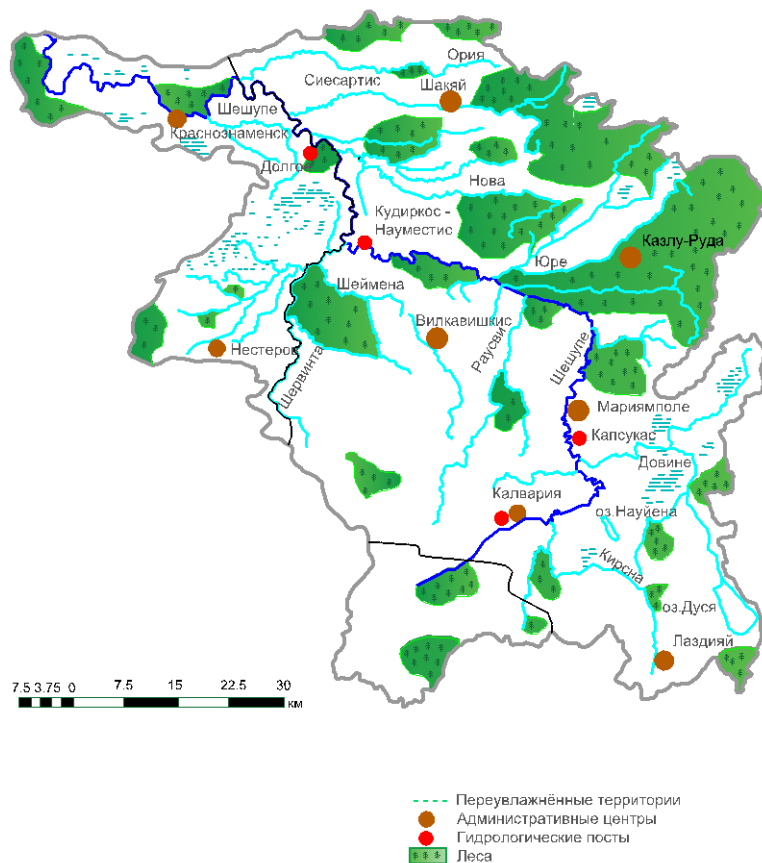 Ория
Сиесартис
Шакяй
Шешупе
Краснознаменск
Долгое
Нова
Кудиркос -
Науместис
Казлу-Руда
Юре
Шеймена
Вилкавишкис
Раусви
Шешупе
Нестеров
Шервинта
Мариямполе
Капсукас
Довине
Калвария
оз.Науйена
Кирсна
оз.Дуся
Лаздияй
7.5 3.75 0 7.5 15 22.5 30
км
Переувлажнённые территории
Административные центры
Гидрологические посты
Леса